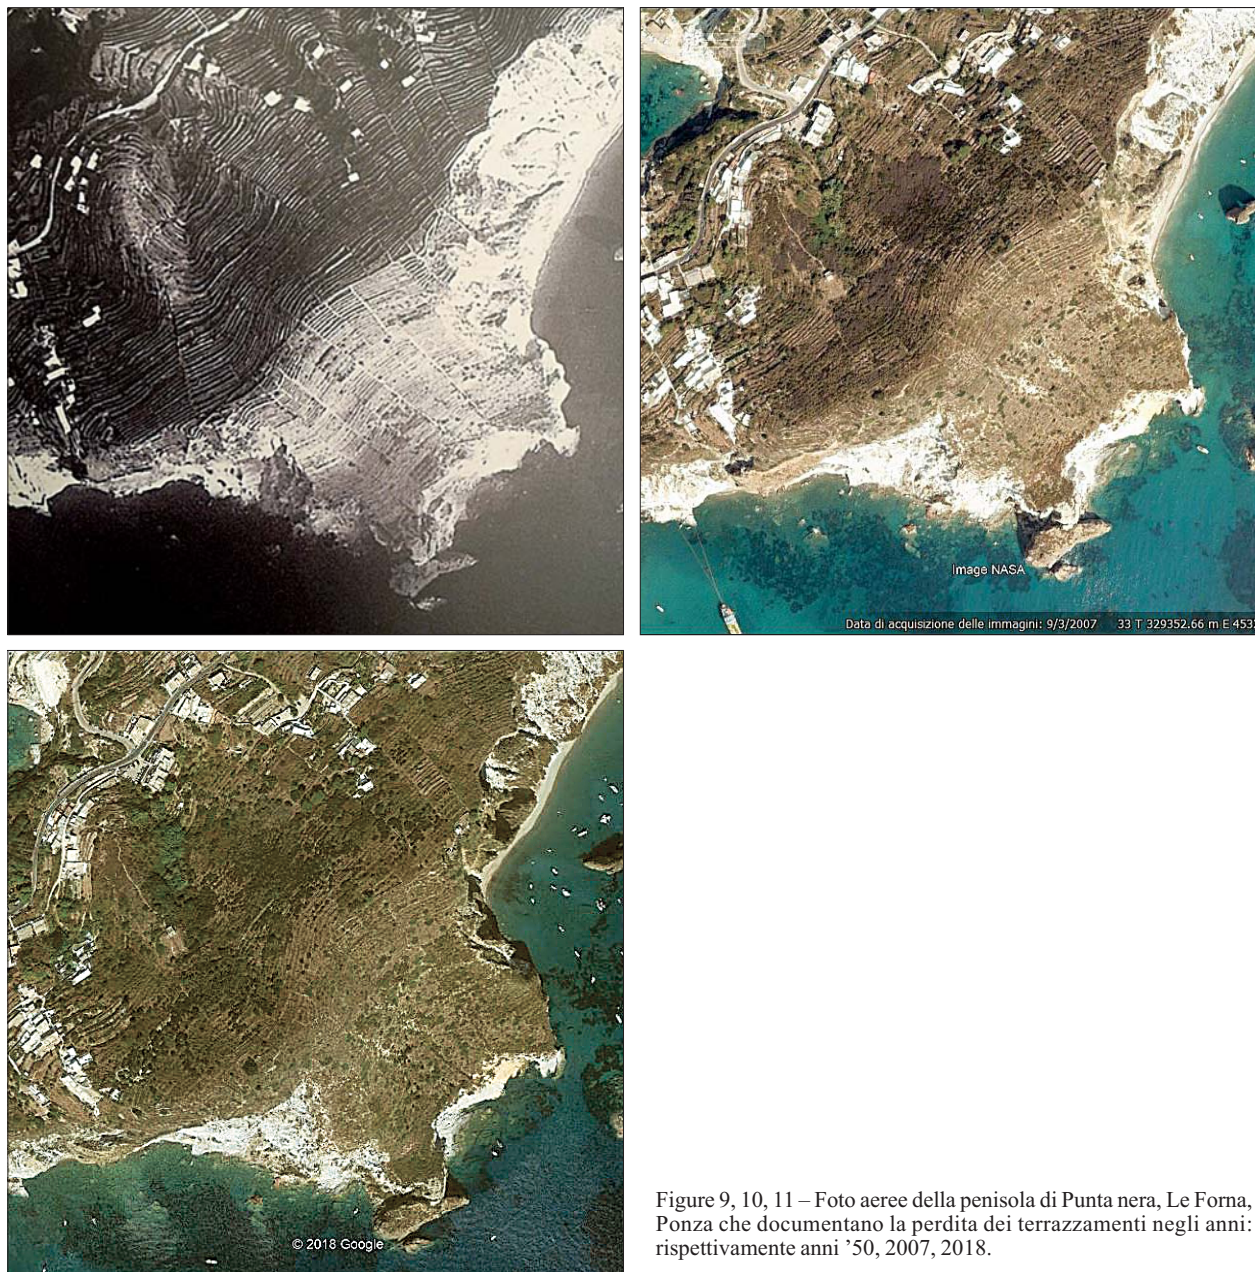 Image NASA
Data di acquisizione delle immagini: 9/3/2007 33 T 329352.66 m E 453
© 2018 Google
Figure 9, 10, 11 – Foto aeree della penisola di Punta nera, Le Forna,
Ponza che documentano la perdita dei terrazzamenti negli anni:
rispettivamente anni ’50, 2007, 2018.